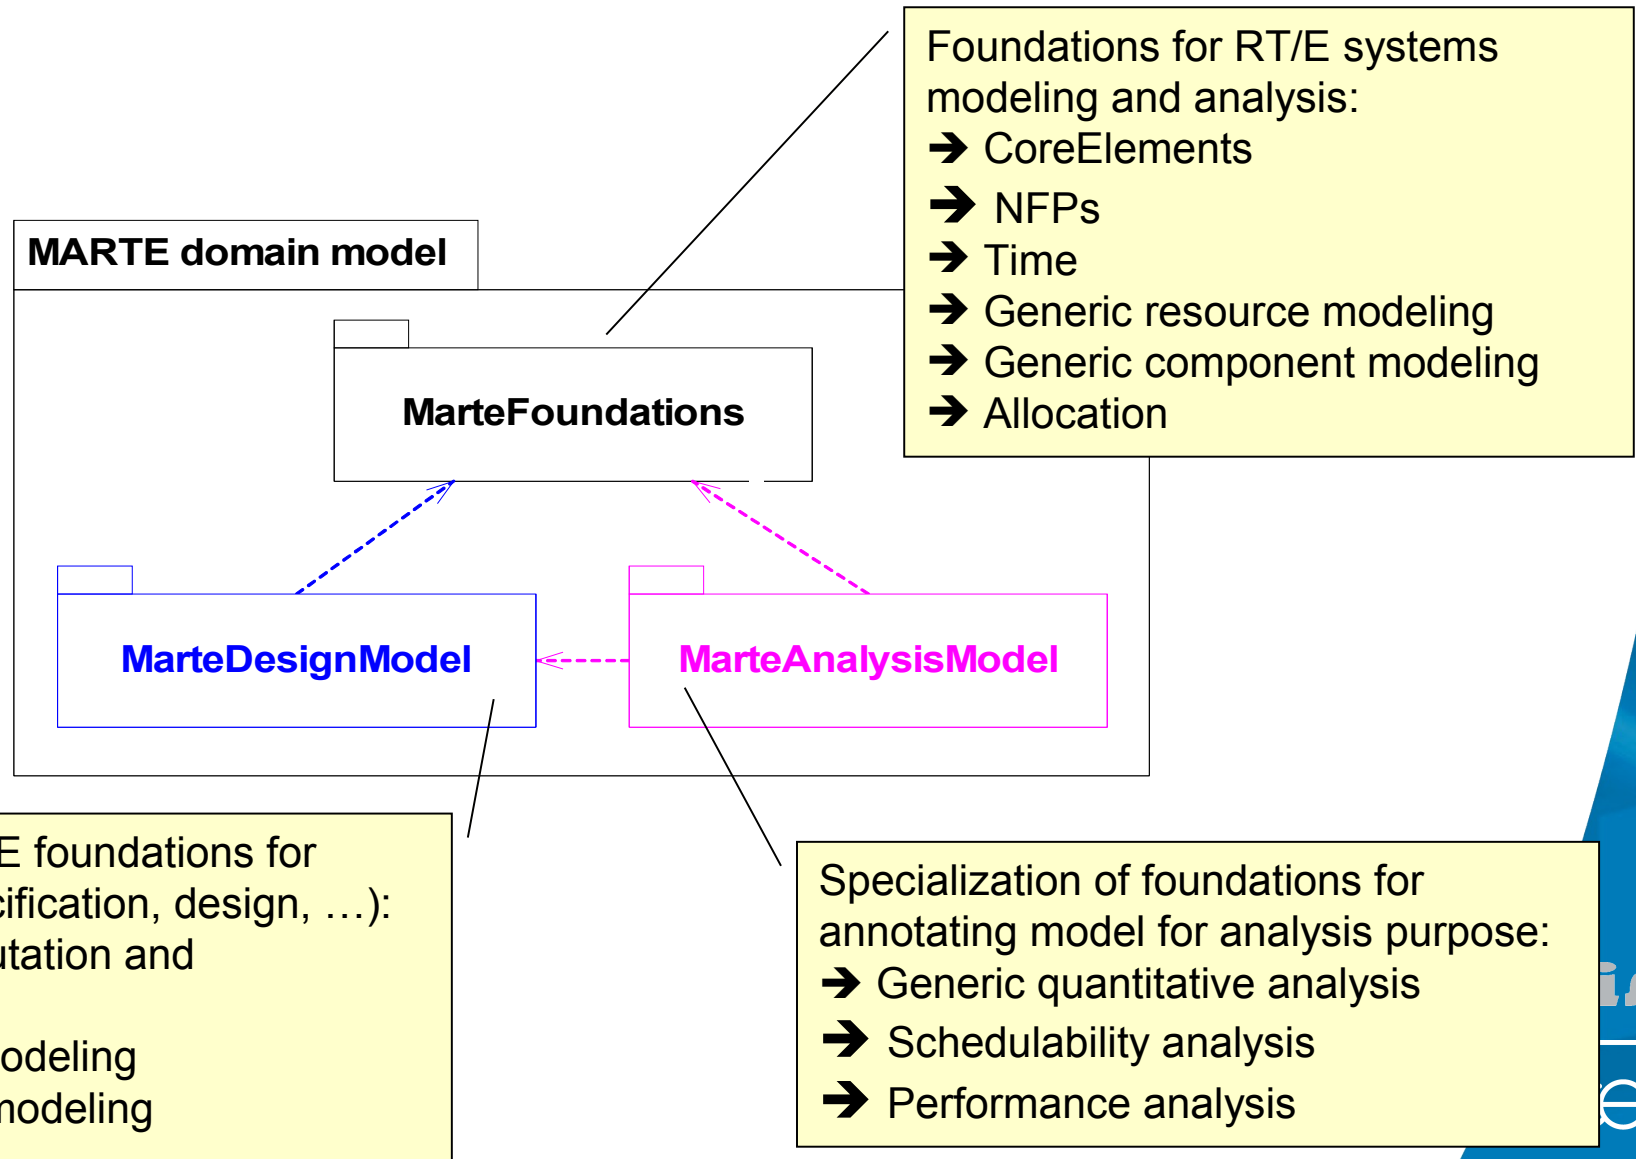 Foundations for RT/E systems
modeling and analysis:
➔ CoreElements
➔ NFPs
➔ Time
➔ Generic resource modeling
➔ Generic component modeling
➔ Allocation
MARTE domain model
MarteFoundations
MarteDesignModel
MarteAnalysisModel
E foundations for
cification, design, …):
utation and
odeling
modeling
Specialization of foundations for
annotating model for analysis purpose:
➔ Generic quantitative analysis
➔ Schedulability analysis
➔ Performance analysis